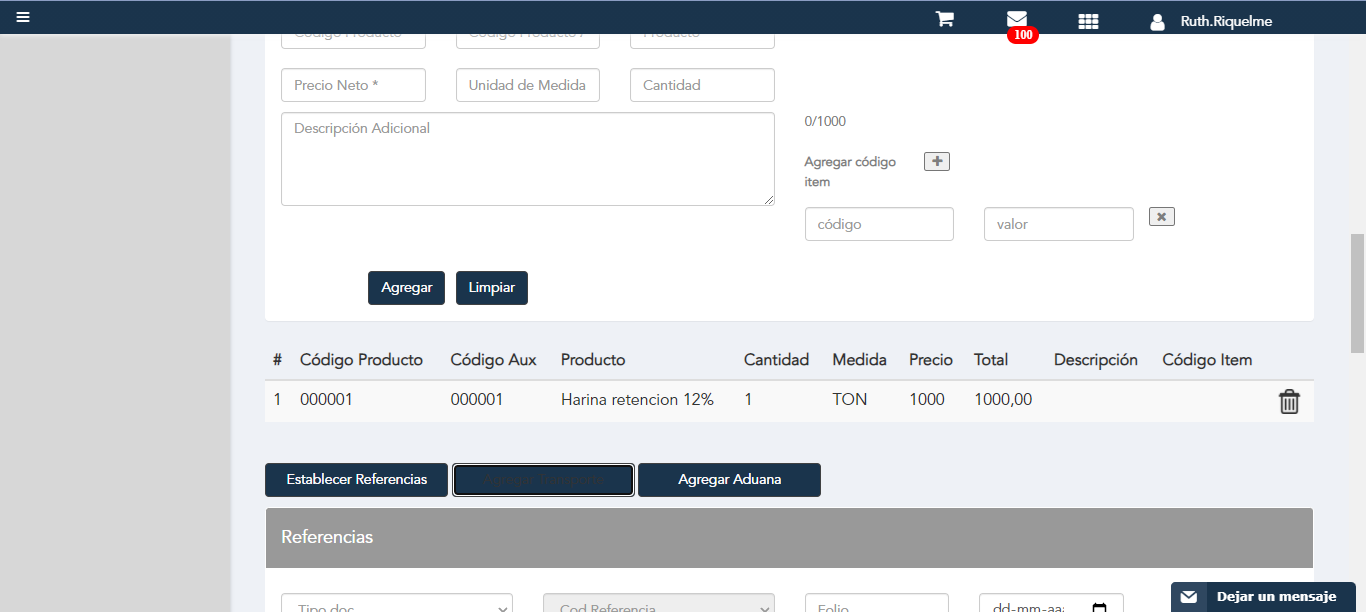 Ruth.Riquelme
100
Código Producto Código Producto Producto
Precio Neto * Unidad de Medida Cantidad
Descripción Adicional
0/1000
Agregar código
item
código valor
Agregar Limpiar
# Código Producto Código Aux Producto Cantidad Medida Precio Total Descripción Código Item
1 000001 000001 Harina retencion 12% 1 TON 1000 1000,00
Establecer Referencias Agregar Aduana
Referencias
Tipo doc Cod Referencia Folio dd-mm-aa
Dejar un mensaje